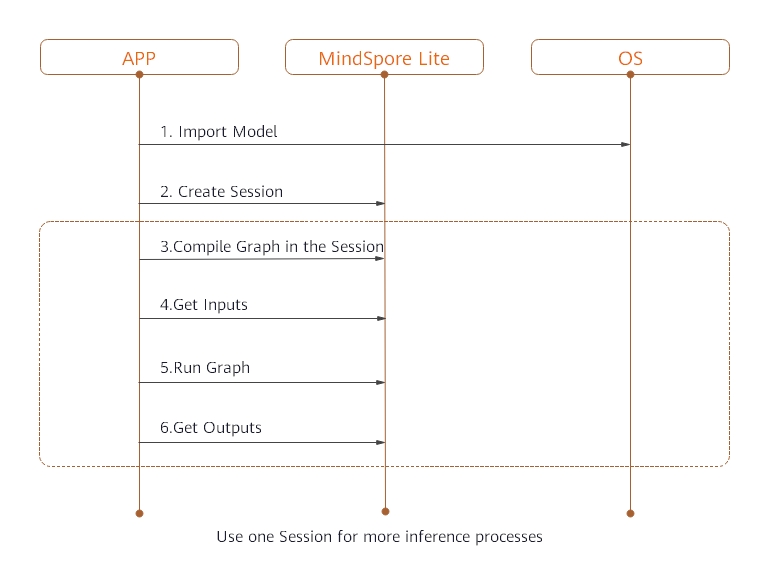 APP
MindSpore Lite
OS
1. Import Model
2. Create Session
3.Compile Graph in the Session
4.Get Inputs
5.Run Graph
6.Get Outputs
Use one Session for more inference processes